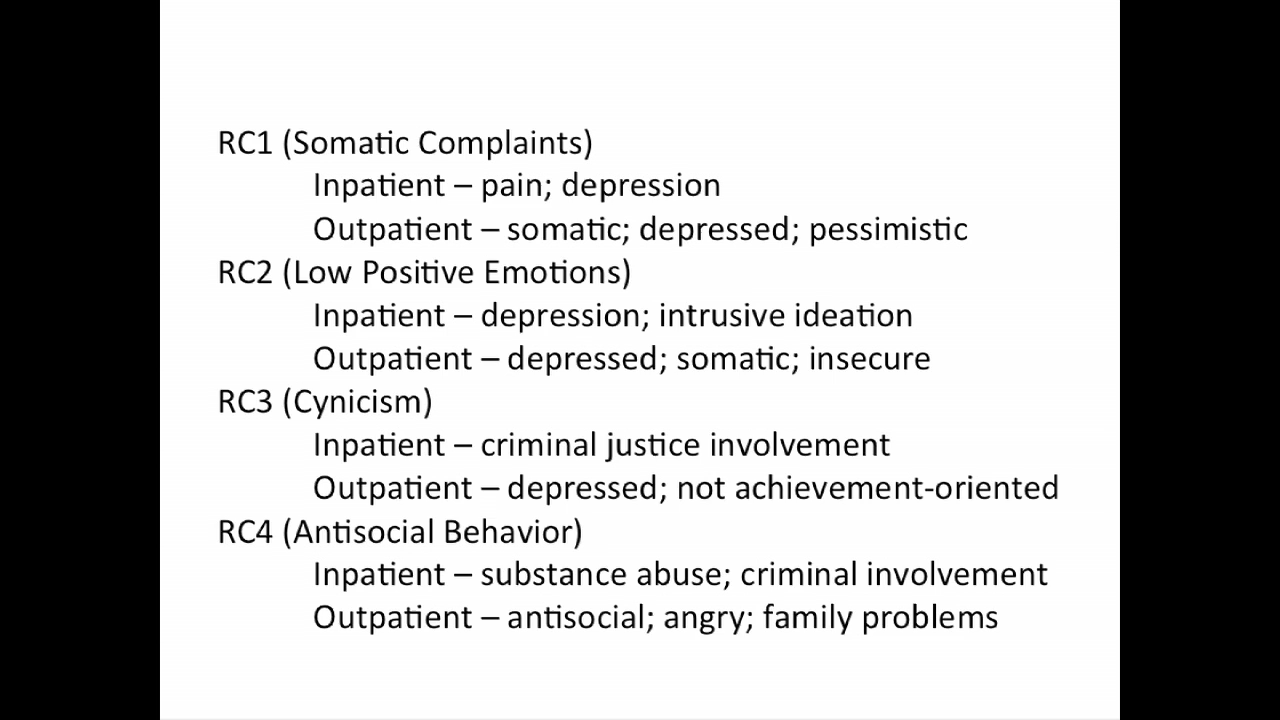 RC1 (Somatic Complaints)
Inpatient – pain; depression
Outpatient – somatic; depressed; pessimistic
RC2 (Low Positive Emotions)
Inpatient – depression; intrusive ideation
Outpatient – depressed; somatic; insecure
RC3 (Cynicism)
Inpatient – criminal justice involvement
Outpatient – depressed; not achievement-oriented
RC4 (Antisocial Behavior)
Inpatient – substance abuse; criminal involvement
Outpatient – antisocial; angry; family problems